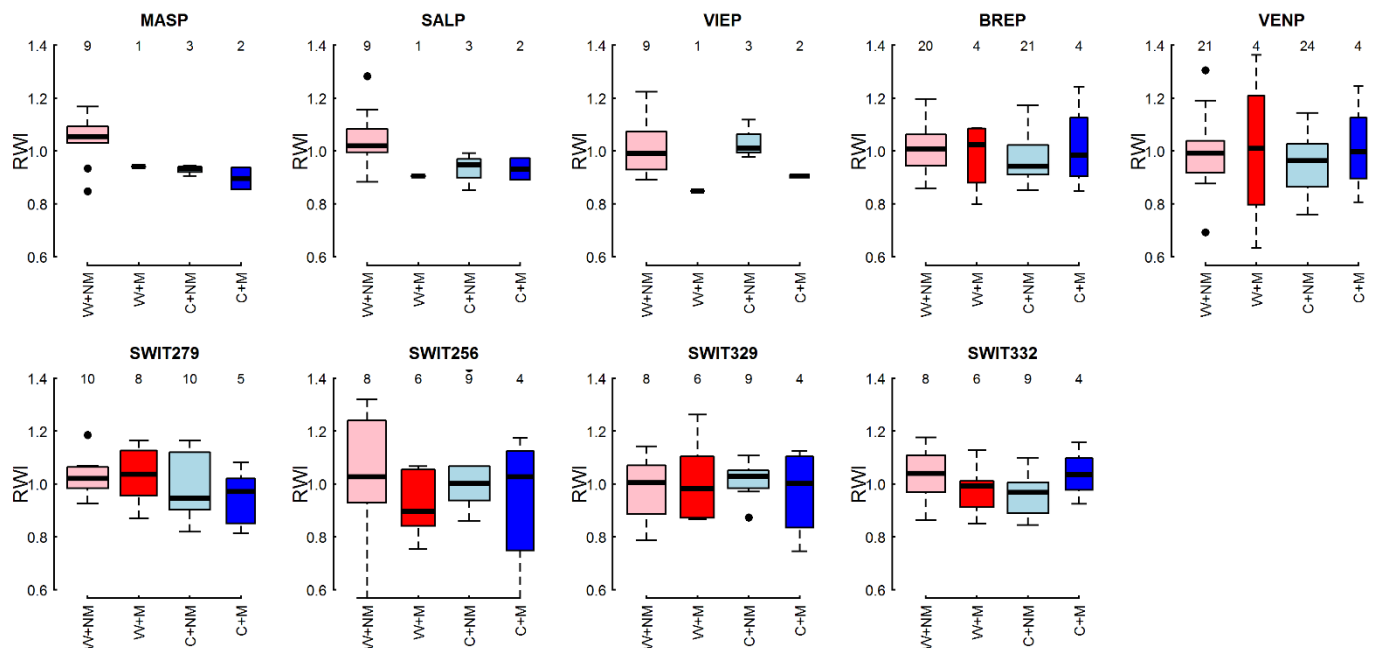 MASP
9 1 3 2
1.4
1.2
1.0
0.8
0.6
RWI
W+NM W+M C+NM C+M
SALP
9 1 3 2
1.4
1.2
1.0
0.8
0.6
RWI
W+NM W+M C+NM C+M
VIEP
9 1 3 2
1.4
1.2
1.0
0.8
0.6
RWI
W+NM W+M C+NM C+M
BREP
20 4 21 4
1.4
1.2
1.0
0.8
0.6
RWI
W+NM W+M C+NM C+M
VENP
21 4 24 4
1.4
1.2
1.0
0.8
0.6
RWI
W+NM W+M C+NM C+M
SWIT279
10 8 10 5
1.4
1.2
1.0
0.8
0.6
RWI
W+NM W+M C+NM C+M
SWIT256
8 6 9 4
1.4
1.2
1.0
0.8
0.6
RWI
W+NM W+M C+NM C+M
SWIT329
8 6 9 4
1.4
1.2
1.0
0.8
0.6
RWI
W+NM W+M C+NM C+M
SWIT332
8 6 9 4
1.4
1.2
1.0
0.8
0.6
RWI
W+NM W+M C+NM C+M